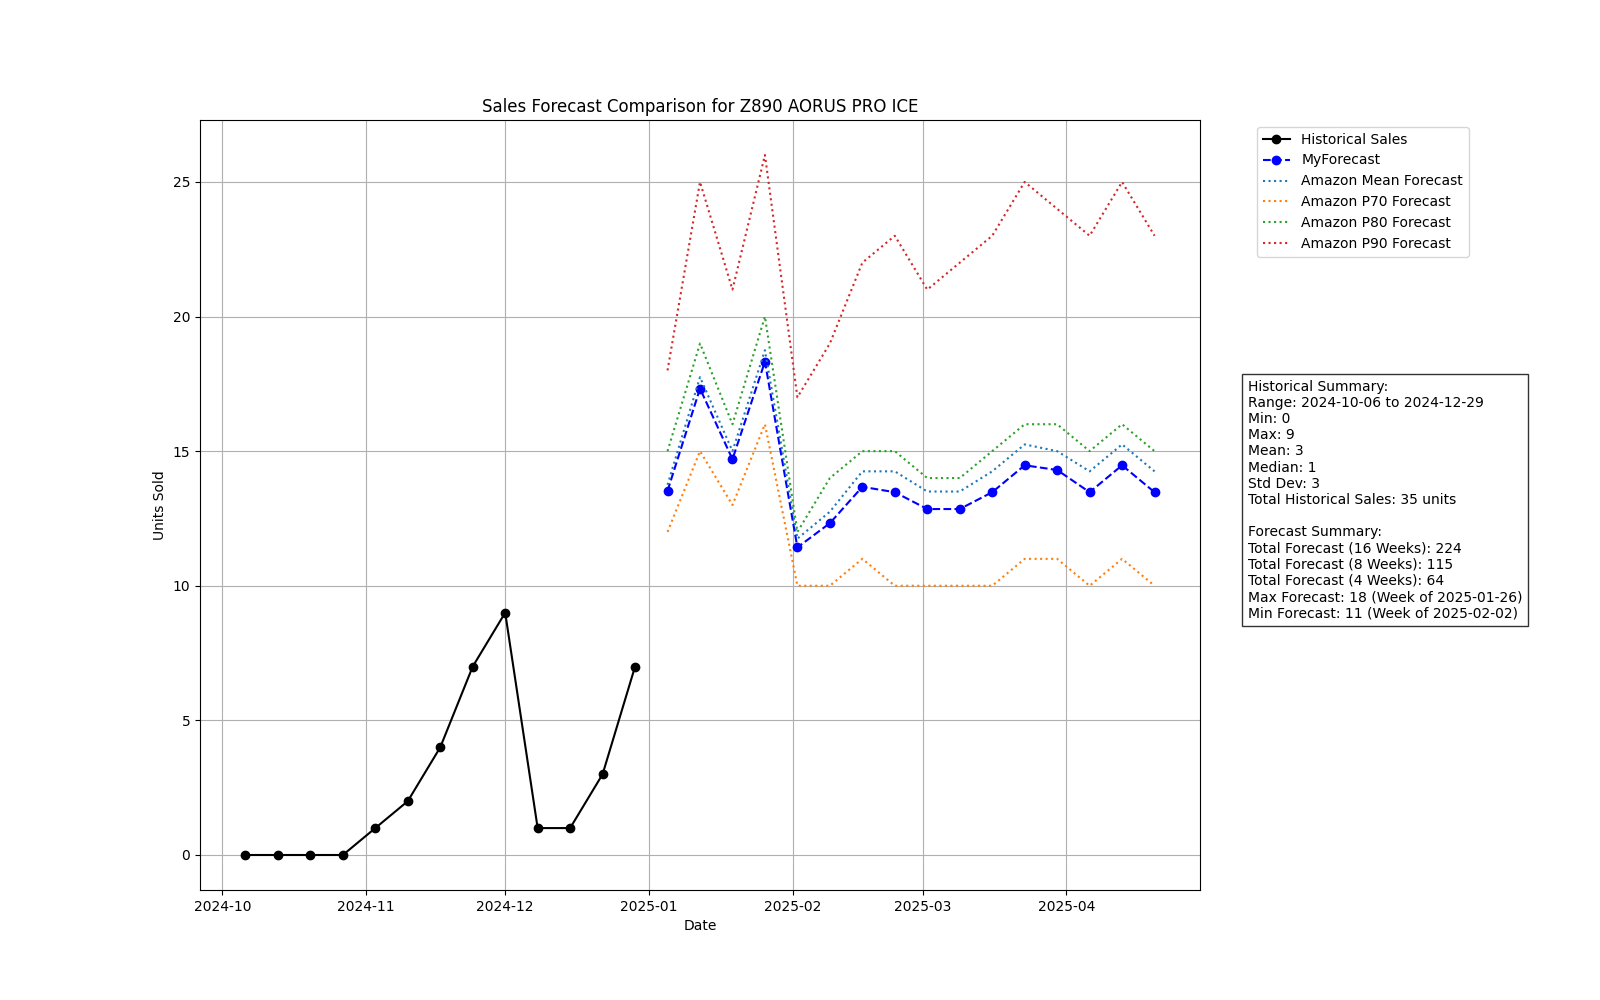 Sales Forecast Comparison for Z890 AORUS PRO ICE
Units Sold
25
20
15
10
5
0
2024-10
2024-11
2024-12
2025-01
2025-02
2025-03
2025-04
Date
Historical Sales
MyForecast
Amazon Mean Forecast
Amazon P70 Forecast
Amazon P80 Forecast
Amazon P90 Forecast
Historical Summary:
Range: 2024-10-06 to 2024-12-29
Min: 0
Max: 9
Mean: 3
Median: 1
Std Dev: 3
Total Historical Sales: 35 units
Forecast Summary:
Total Forecast (16 Weeks): 224
Total Forecast (8 Weeks): 115
Total Forecast (4 Weeks): 64
Max Forecast: 18 (Week of 2025-01-26)
Min Forecast: 11 (Week of 2025-02-02)